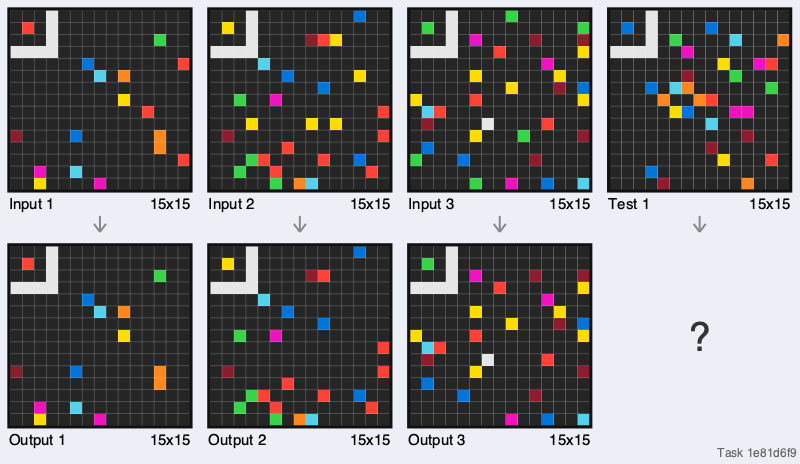 Input 1 15x15
Input 2 15x15
Input 3 15x15
Test 1 15x15
?
Output 1 15x15
Output 2 15x15
Output 3 15x15
Task 1e81d6f9